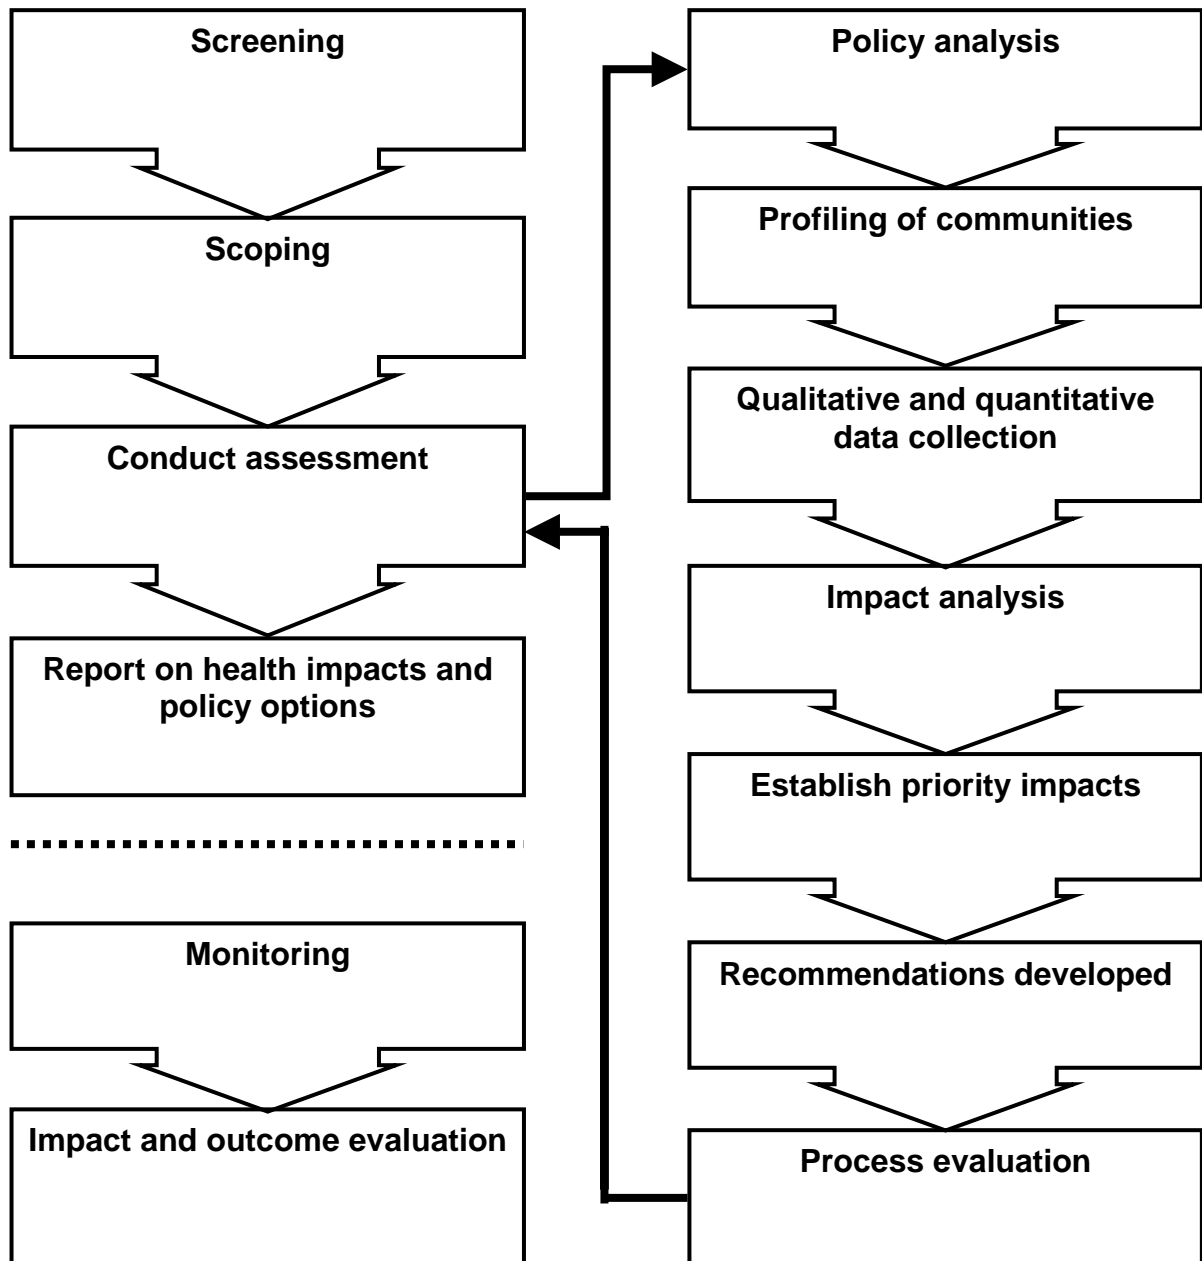 Screening
Scoping
Conduct assessment
Report on health impacts and
policy options
Monitoring
Impact and outcome evaluation
Policy analysis
Profiling of communities
Qualitative and quantitative
data collection
Impact analysis
Establish priority impacts
Recommendations developed
Process evaluation